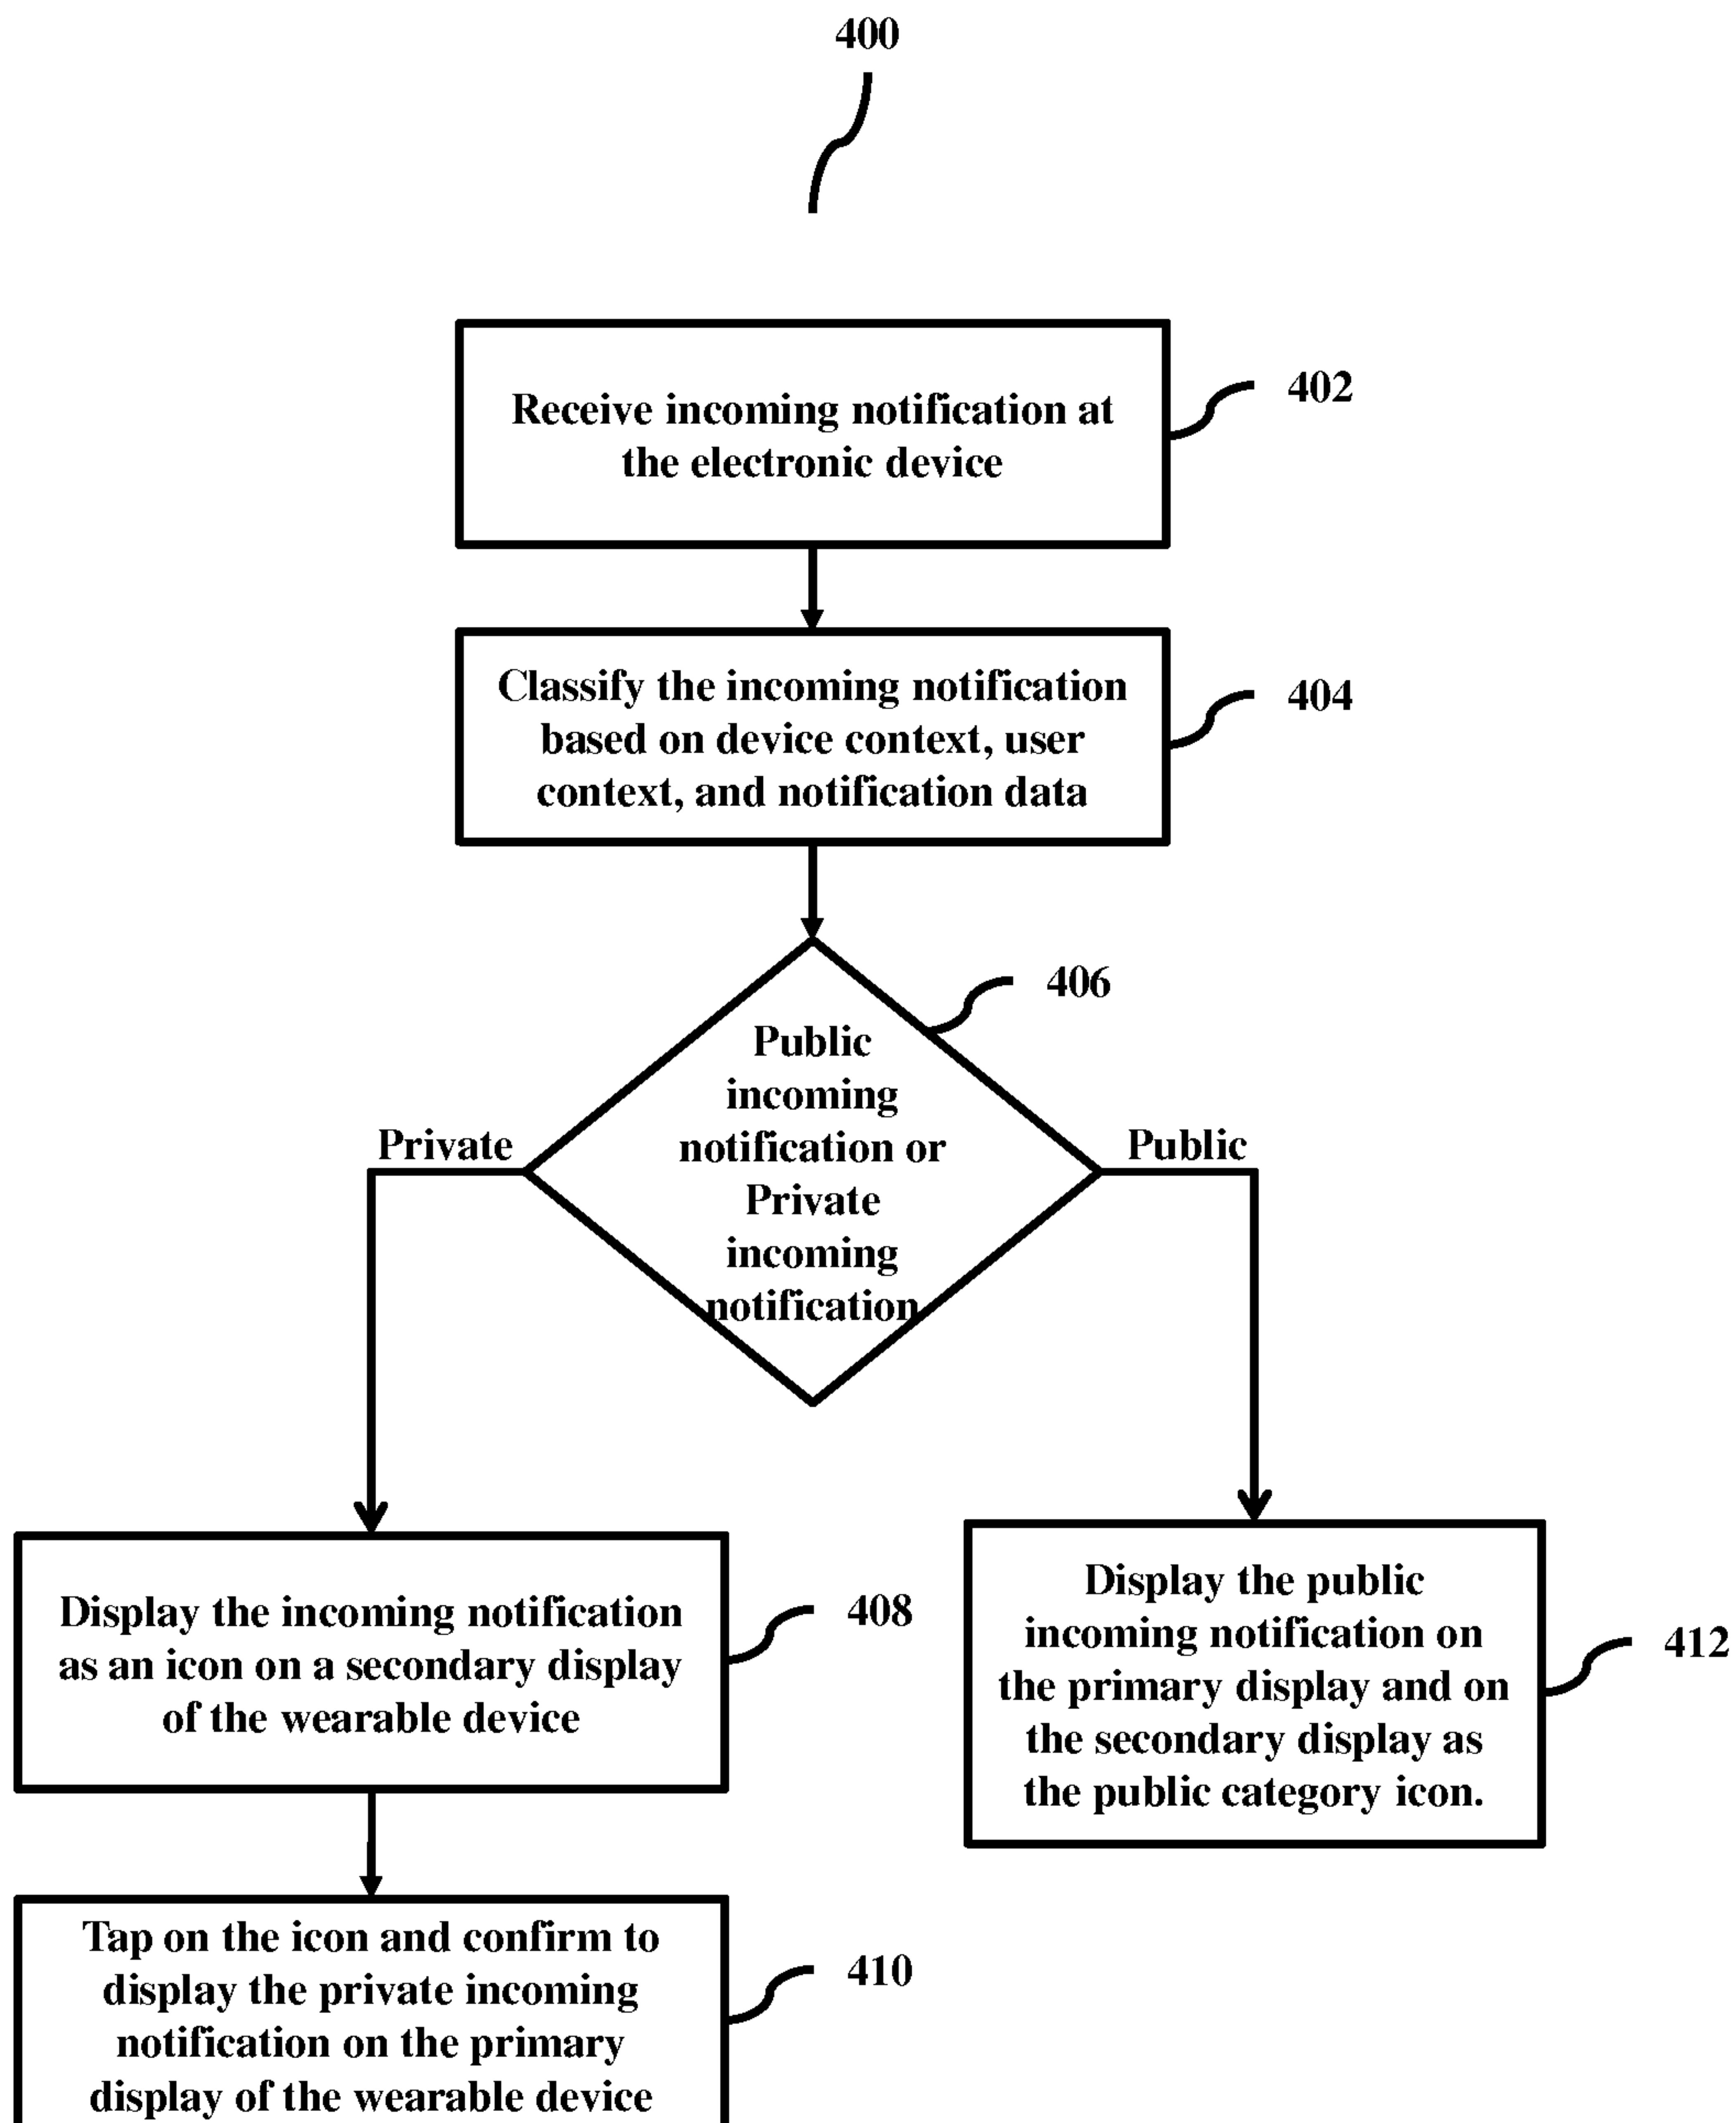 400
Receive incoming notification at
the electronic device
402
Classify the incoming notification
based on device context, user
context, and notification data
404
406
Public
incoming
notification or
Private
incoming
notification
Private
Public
Display the incoming notification
as an icon on a secondary display
of the wearable device
408
Display the public
incoming notification on
the primary display and on
the secondary display as
the public category icon.
412
Tap on the icon and confirm to
display the private incoming
notification on the primary
display of the wearable device
410